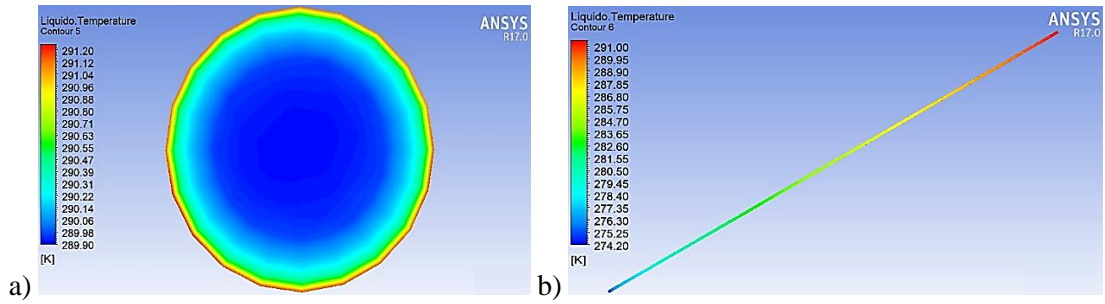 Liquido.Temperature
Contour 5
291.20
291.12
291.04
290.96
290.88
290.80
290.71
290.63
290.55
290.47
290.39
290.31
290.22
290.14
290.06
289.98
289.90
[K]
ANSYS
R17.0
a)
Liquido.Temperature
Contour 6
291.00
289.95
288.90
287.85
286.80
285.75
284.70
283.65
282.60
281.55
280.50
279.45
278.40
277.35
276.30
275.25
274.20
[K]
ANSYS
R17.0
b)